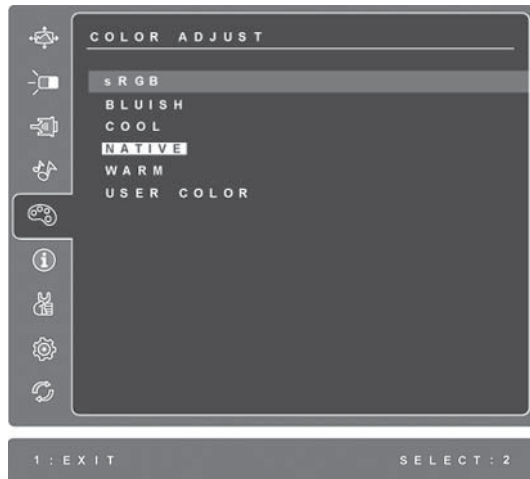 COLOR ADJUST
sRGB
BLUISH
COOL
NATIVE
WARM
USER COLOR
1:EXIT
SELECT:2